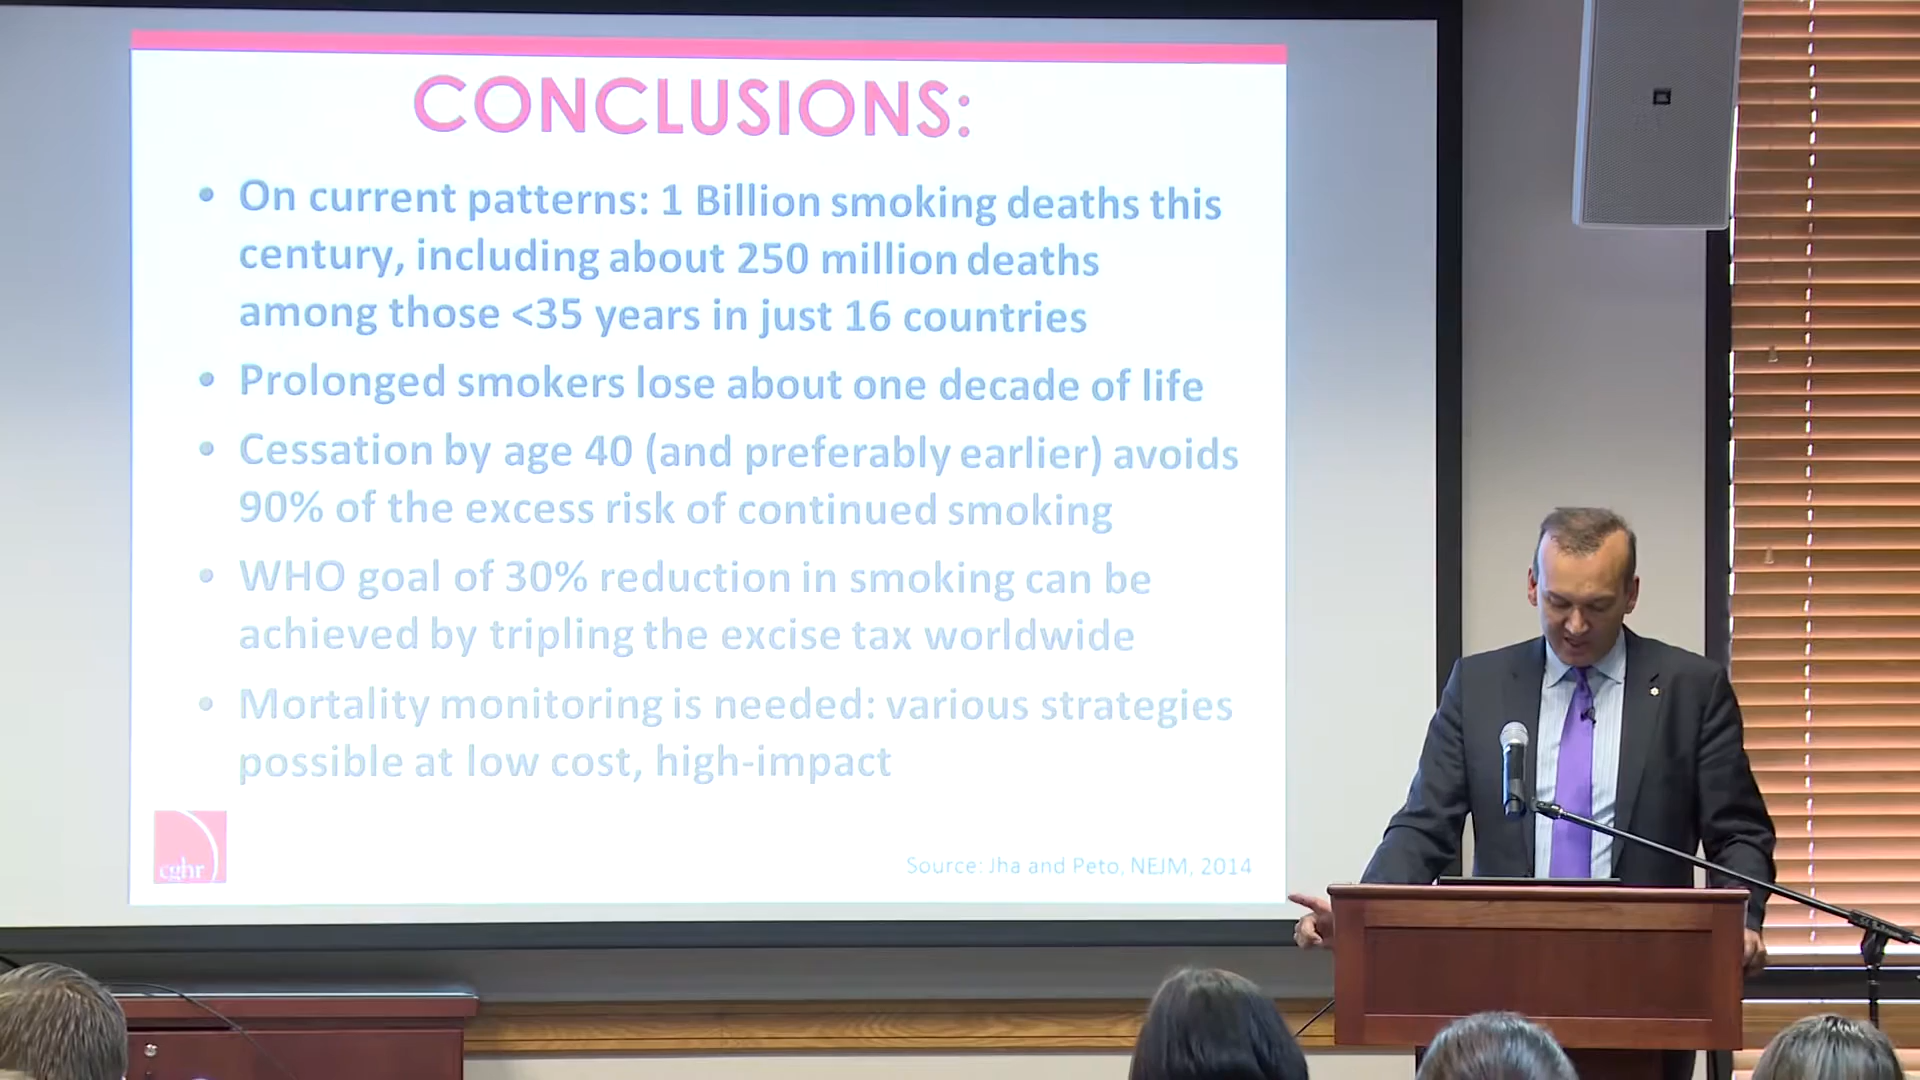 CONCLUSIONS:
• On current patterns: 1 Billion smoking deaths this
century, including about 250 million deaths
among those <35 years in just 16 countries
• Prolonged smokers lose about one decade of life
• Cessation by age 40 (and preferably earlier) avoids
90% of the excess risk of continued smoking
• WHO goal of 30% reduction in smoking can be
achieved by tripling the excise tax worldwide
• Mortality monitoring is needed: various strategies
possible at low cost, high-impact
cghr
Source: Jha and Peto, NEJM, 2014